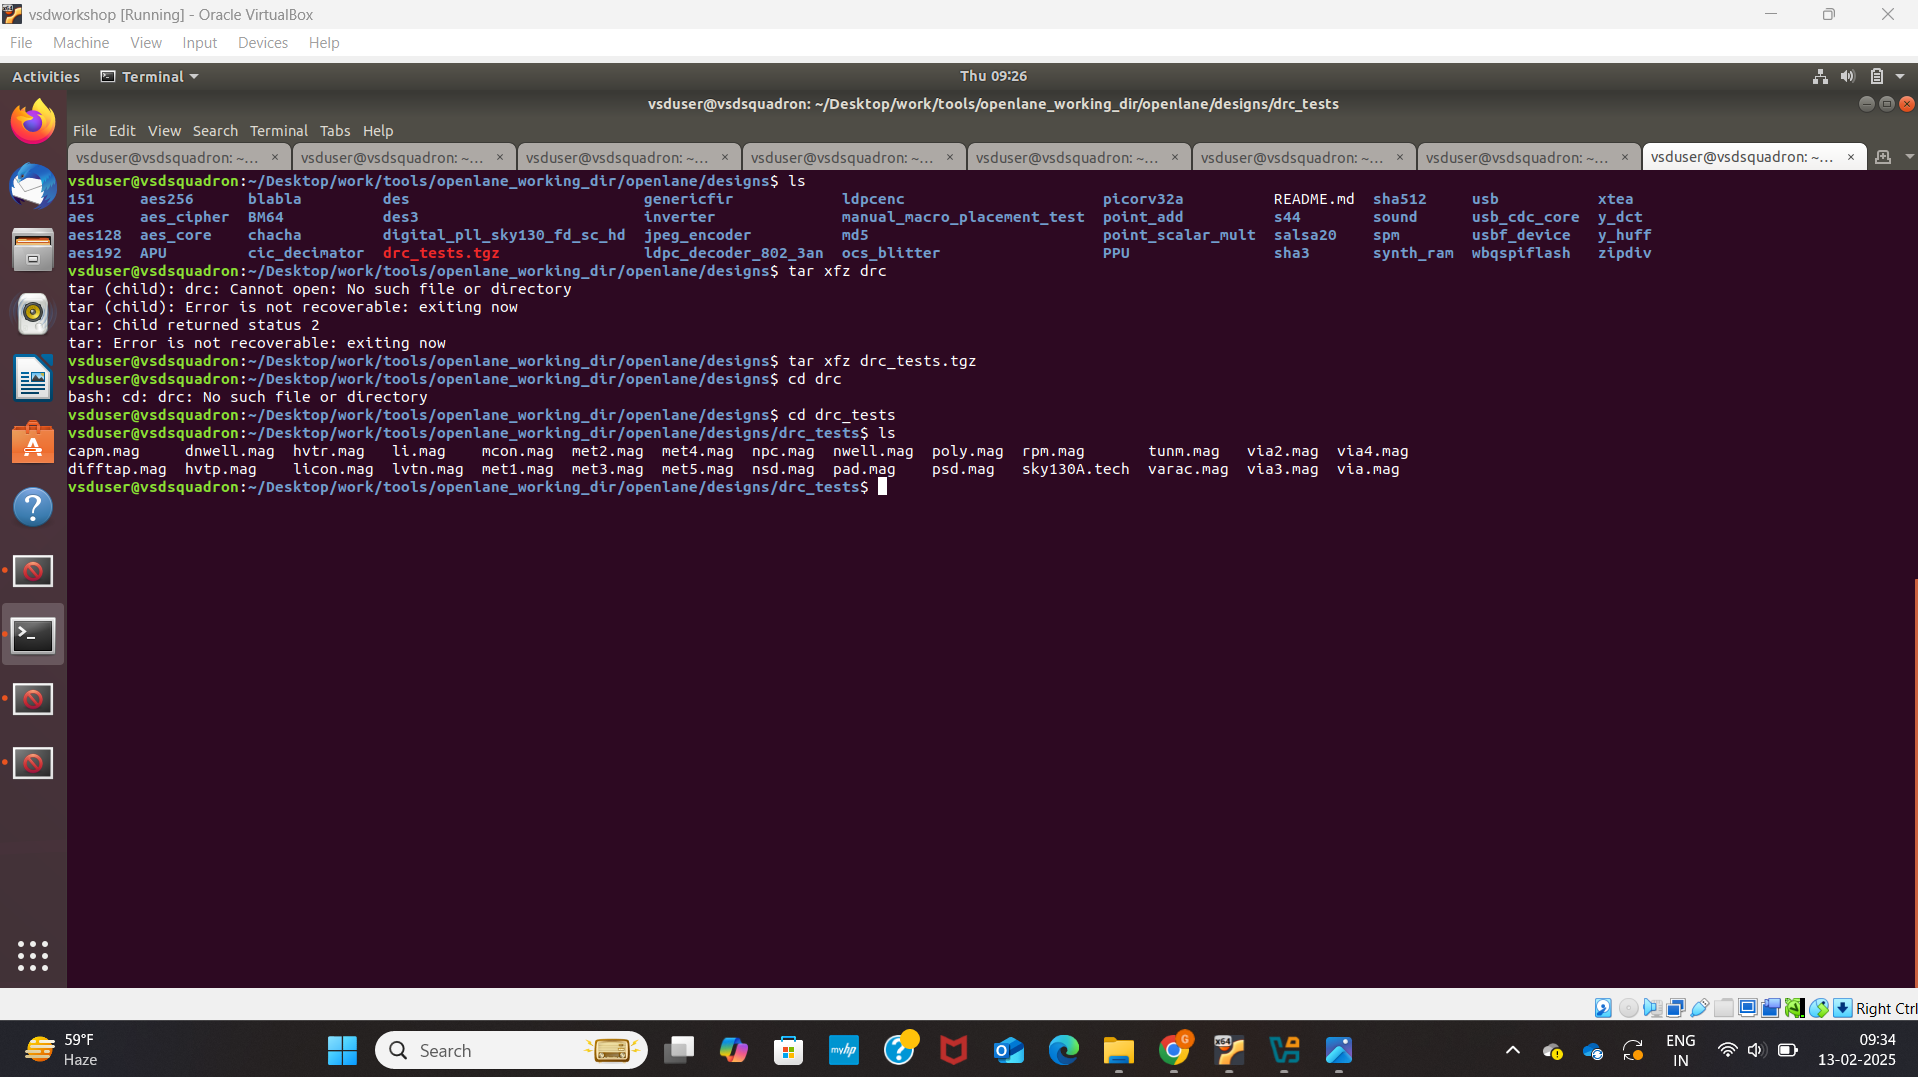 vsdworkshop [Running] - Oracle VirtualBox
File Machine View Input Devices Help
Activities Terminal Thu 09:26
vsduser@vsdsquadron: ~/Desktop/work/tools/openlane_working_dir/openlane/designs/drc_tests
File Edit View Search Terminal Tabs Help
vsduser@vsdsquadron: ~... × vsduser@vsdsquadron: ~... × vsduser@vsdsquadron: ~... × vsduser@vsdsquadron: ~... × vsduser@vsdsquadron: ~... × vsduser@vsdsquadron: ~... × vsduser@vsdsquadron: ~... × vsduser@vsdsquadron: ~... ×
vsduser@vsdsquadron:~/Desktop/work/tools/openlane_working_dir/openlane/designs$ ls
151 aes256 blabla des genericfir ldpcenc picorv32a README.md sha512 usb xtea
aes aes_cipher BM64 des3 inverter manual_macro_placement_test point_add s44 sound usb_cdc_core y_dct
aes128 aes_core chacha digital_pll_sky130_fd_sc_hd jpeg_encoder md5 point_scalar_mult salsa20 spm usbf_device y_huff
aes192 APU cic_decimator drc_tests.tgz ldpc_decoder_802_3an ocs_blitter PPU sha3 synth_ram wbqspiflash zipdiv
vsduser@vsdsquadron:~/Desktop/work/tools/openlane_working_dir/openlane/designs$ tar xfz drc
tar (child): drc: Cannot open: No such file or directory
tar (child): Error is not recoverable: exiting now
tar: Child returned status 2
tar: Error is not recoverable: exiting now
vsduser@vsdsquadron:~/Desktop/work/tools/openlane_working_dir/openlane/designs$ tar xfz drc_tests.tgz
vsduser@vsdsquadron:~/Desktop/work/tools/openlane_working_dir/openlane/designs$ cd drc
bash: cd: drc: No such file or directory
vsduser@vsdsquadron:~/Desktop/work/tools/openlane_working_dir/openlane/designs$ cd drc_tests
vsduser@vsdsquadron:~/Desktop/work/tools/openlane_working_dir/openlane/designs/drc_tests$ ls
capm.mag dnwell.mag hvtr.mag li.mag mcon.mag met2.mag met4.mag npc.mag nwell.mag poly.mag rpm.mag tunm.mag via2.mag via4.mag
difftap.mag hvtp.mag licon.mag lvtn.mag met1.mag met3.mag met5.mag nsd.mag pad.mag psd.mag sky130A.tech varac.mag via3.mag via.mag
vsduser@vsdsquadron:~/Desktop/work/tools/openlane_working_dir/openlane/designs/drc_tests$
Right Ctrl
59°F
Haze
Search
myhp
ENG
IN
09:34
13-02-2025